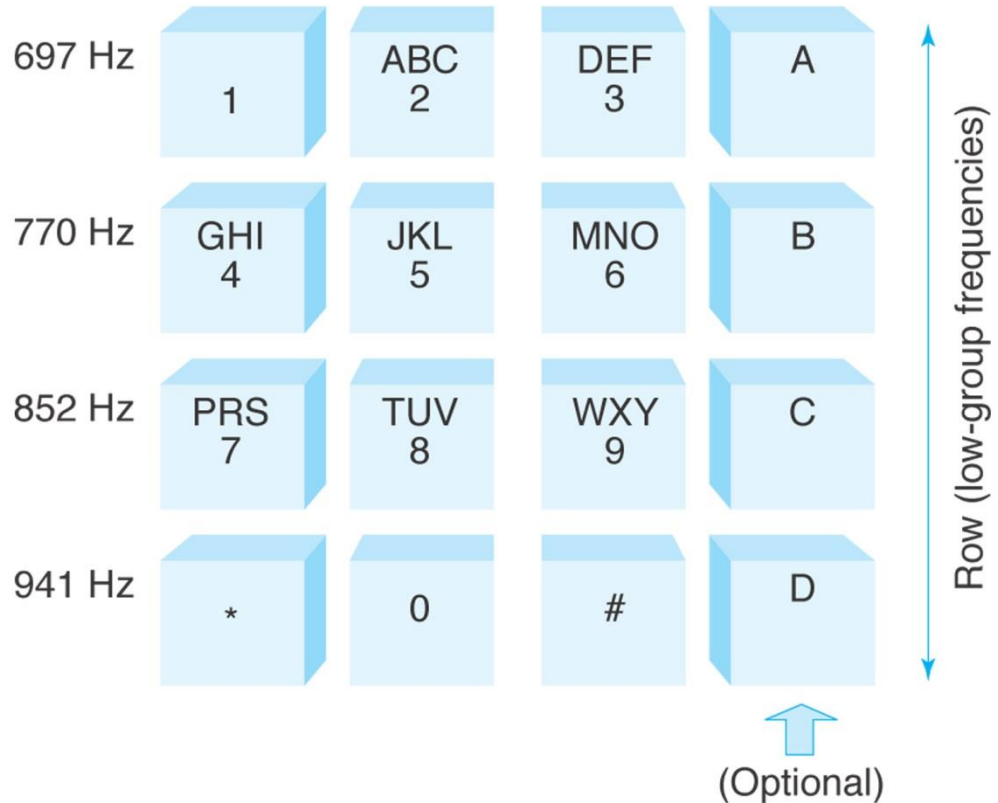 697 Hz
1
ABC
2
DEF
3
A
770 Hz
GHI
4
JKL
5
MNO
6
B
852 Hz
PRS
7
TUV
8
WXY
9
C
941 Hz
*
0
#
D
Row (low-group frequencies)
(Optional)